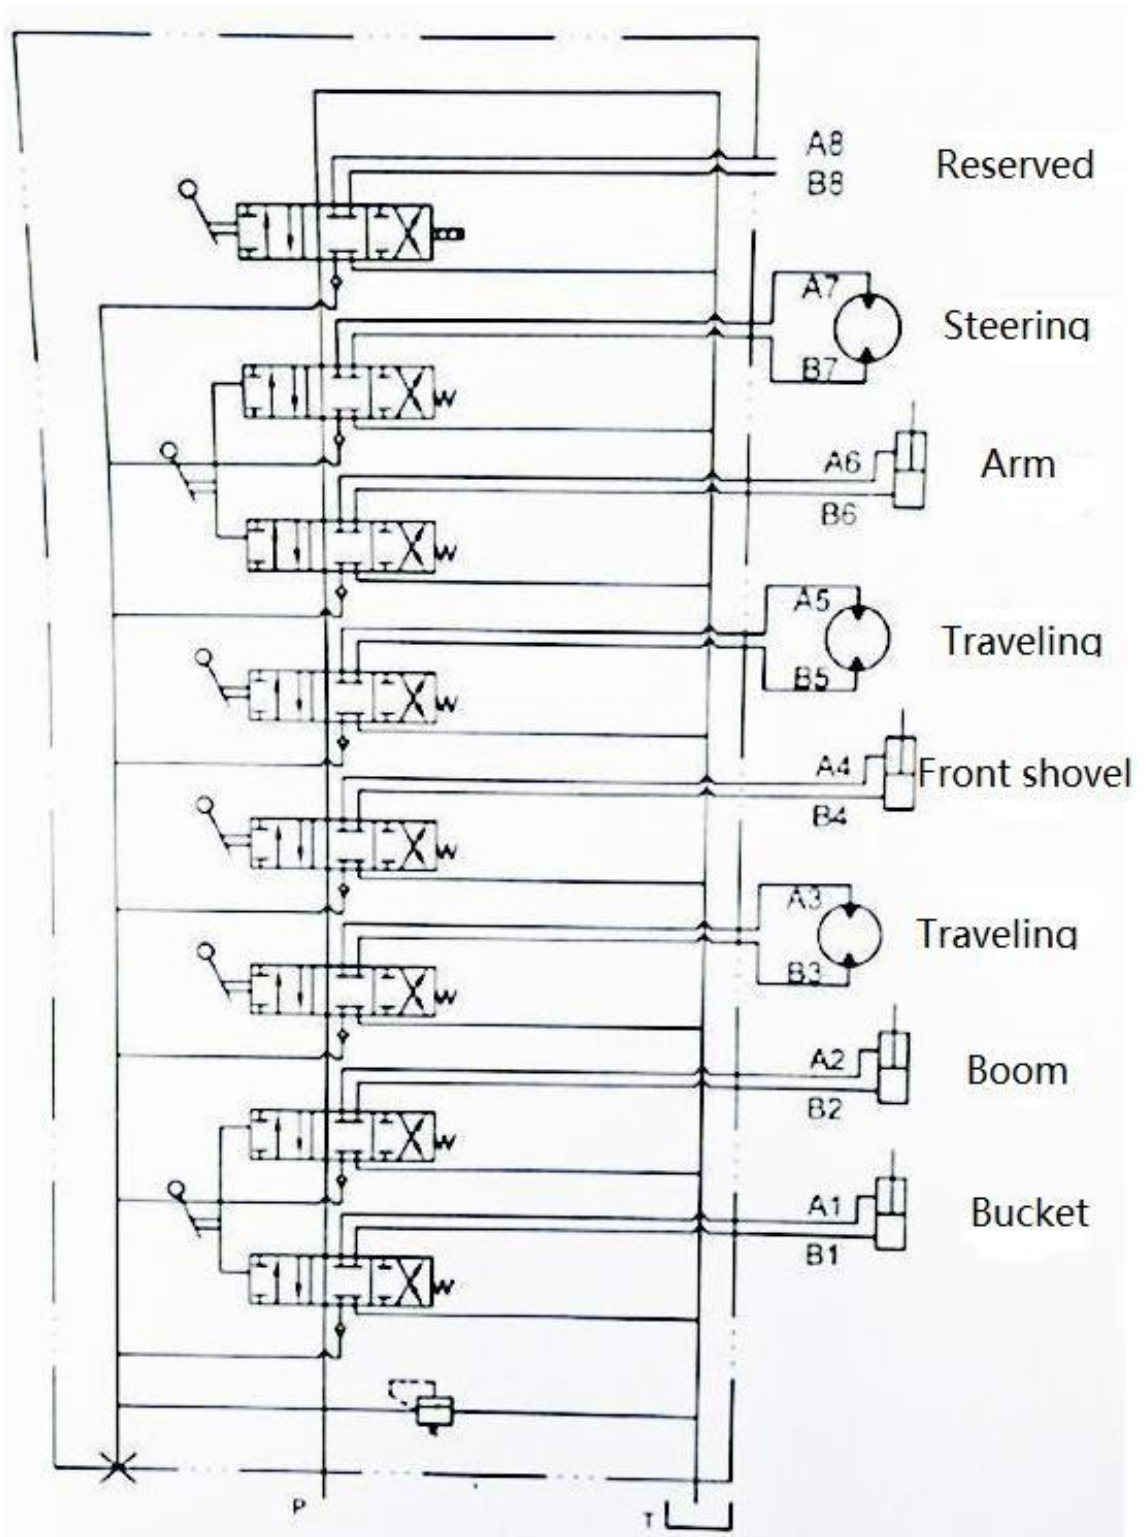 A8
B8
Reserved
A7
B7
Steering
A6
B6
Arm
A5
B5
Traveling
A4
B4
Front shovel
A3
B3
Traveling
A2
B2
Boom
A1
B1
Bucket
P
T